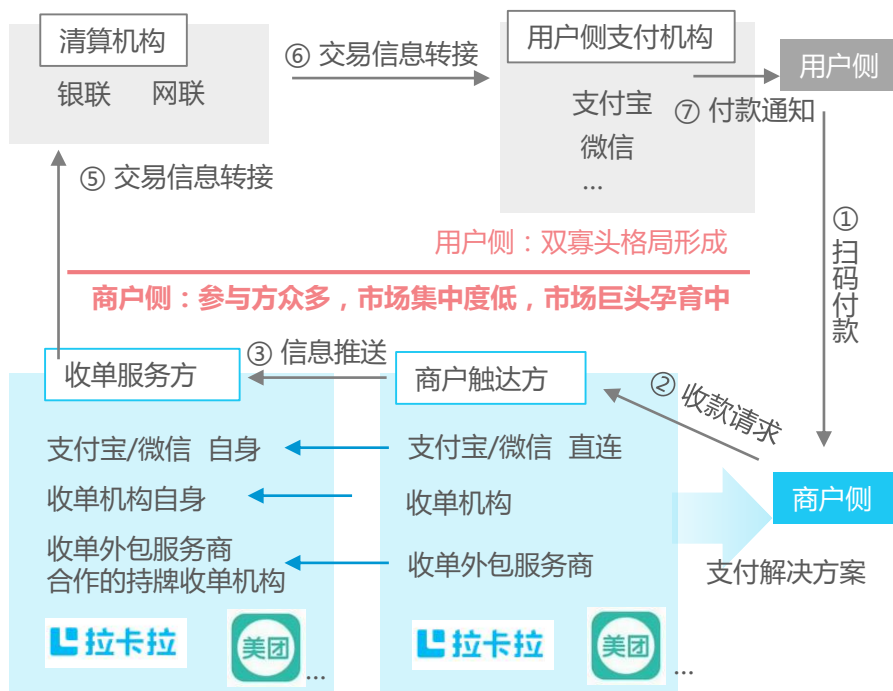 清算机构
银联 网联
⑥ 交易信息转接
用户侧支付机构
支付宝
微信
...
用户侧
⑦ 付款通知
⑤ 交易信息转接
① 扫码付款
用户侧：双寡头格局形成
商户侧：参与方众多，市场集中度低，市场巨头孕育中
收单服务方
③ 信息推送
商户触达方
② 收款请求
支付宝/微信 自身
支付宝/微信 直连
收单机构自身
收单机构
商户侧
收单外包服务商
合作的持牌收单机构
收单外包服务商
支付解决方案
拉卡拉
美团
...
拉卡拉
美团
...